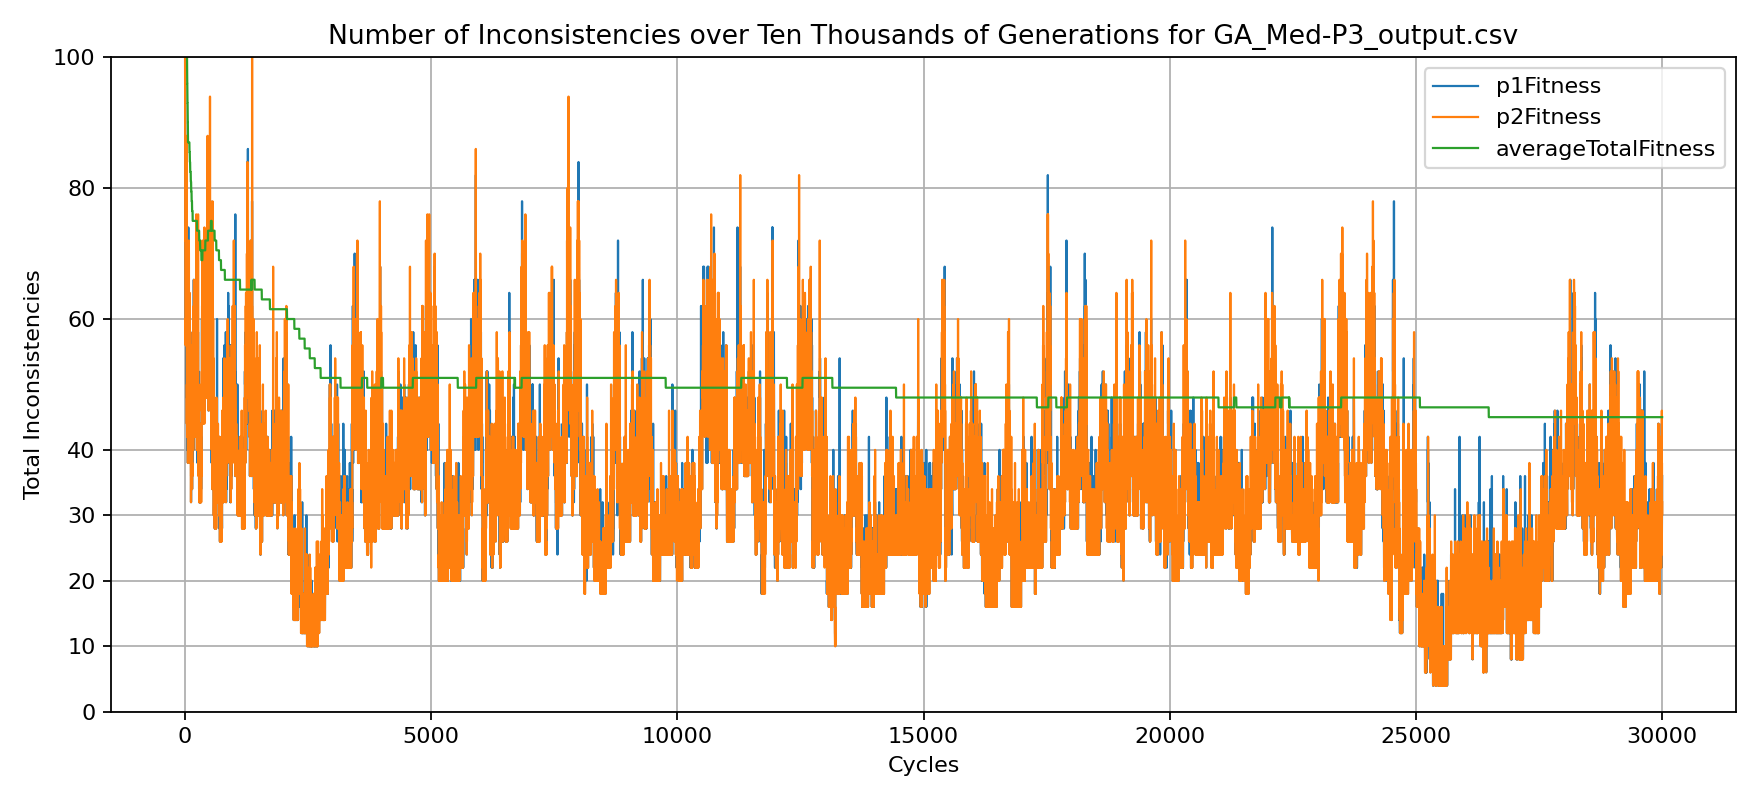 Number of Inconsistencies over Ten Thousands of Generations for GA_Med-P3_output.csv
100
80
60
40
30
20
10
0
Total Inconsistencies
p1Fitness
p2Fitness
averageTotalFitness
0 5000 10000 15000 20000 25000 30000
Cycles